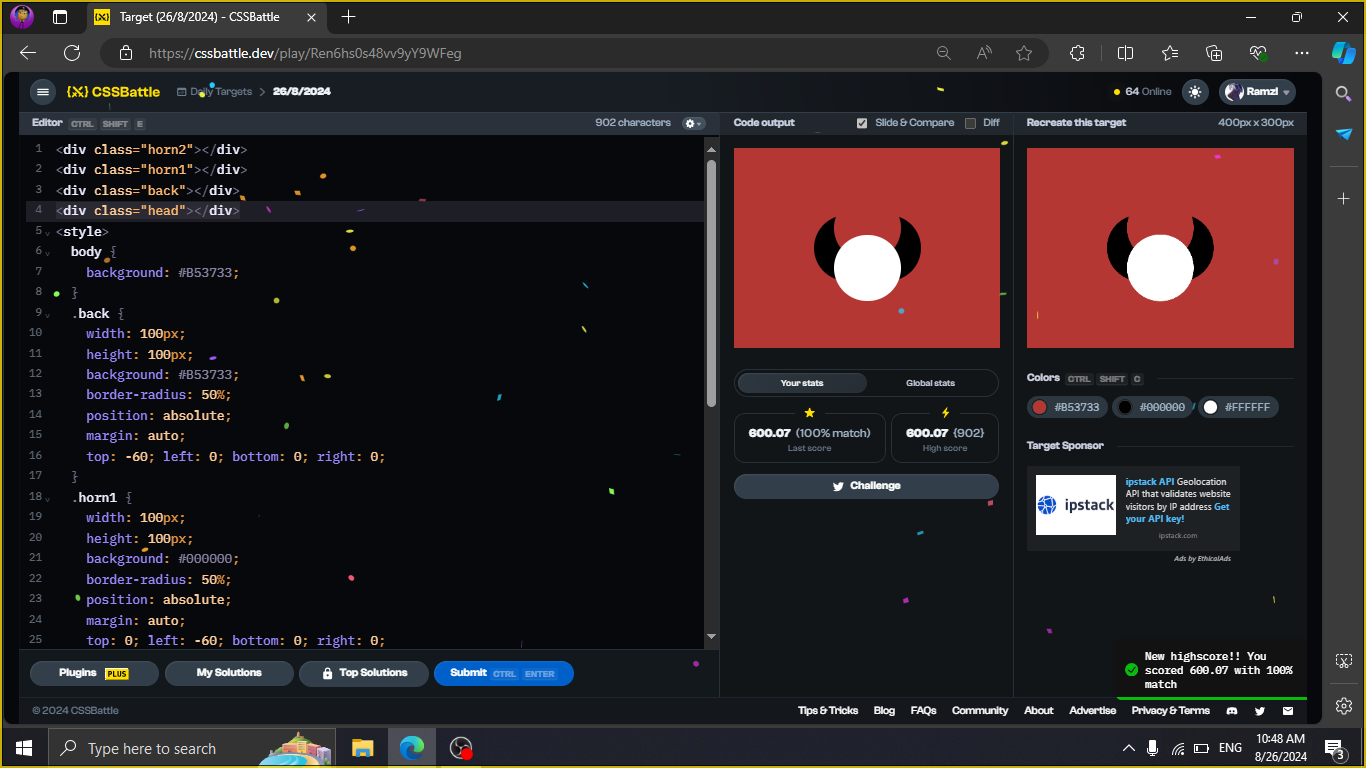 Target (26/8/2024) - CSSBattle
https://cssbattle.dev/play/Ren6hs0s48vv9yY9WFeg
{X} CSSBattle
Daily Targets > 26/8/2024
64 Online
Ramzi
Editor CTRL SHIFT E
902 characters
1 <div class="horn2"></div>
2 <div class="horn1"></div>
3 <div class="back"></div>
4 <div class="head"></div>
5 <style>
6 body {
7 background: #B53733;
8 }
9 .back {
10 width: 100px;
11 height: 100px;
12 background: #B53733;
13 border-radius: 50%;
14 position: absolute;
15 margin: auto;
16 top: -60; left: 0; bottom: 0; right: 0;
17 }
18 .horn1 {
19 width: 100px;
20 height: 100px;
21 background: #000000;
22 border-radius: 50%;
23 position: absolute;
24 margin: auto;
25 top: 0; left: -60; bottom: 0; right: 0;
Plugins PLUS
My Solutions
Top Solutions
Submit CTRL ENTER
Code output
Slide & Compare
Diff
Your stats
Global stats
600.07 (100% match)
Last score
600.07 {902}
High score
Challenge
Recreate this target
400px x 300px
Colors CTRL SHIFT C
#B53733
#000000
#FFFFFF
Target Sponsor
ipstack
ipstack API Geolocation
API that validates website
visitors by IP address Get
your API key!
ipstack.com
Ads by EthicalAds
New highscore!! You
scored 600.07 with 100%
match
© 2024 CSSBattle
Tips & Tricks
Blog
FAQs
Community
About
Advertise
Privacy & Terms
Type here to search
ENG
10:48 AM
8/26/2024
3